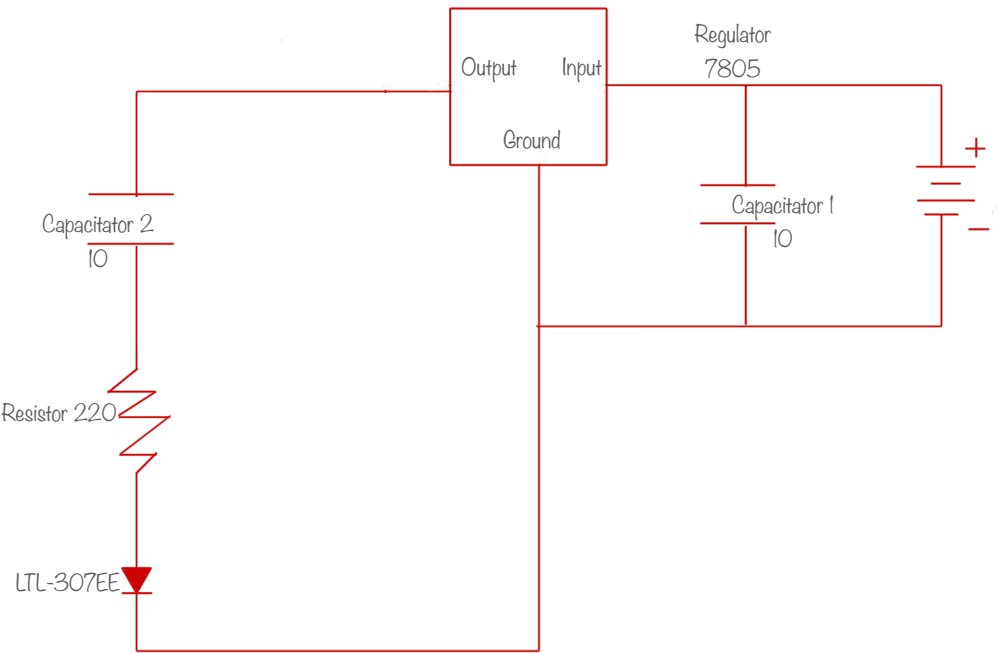 Regulator
7805
Output Input
Ground
+
Capacitator 1
10
−
Capacitator 2
10
Resistor 220
LTL-307EE